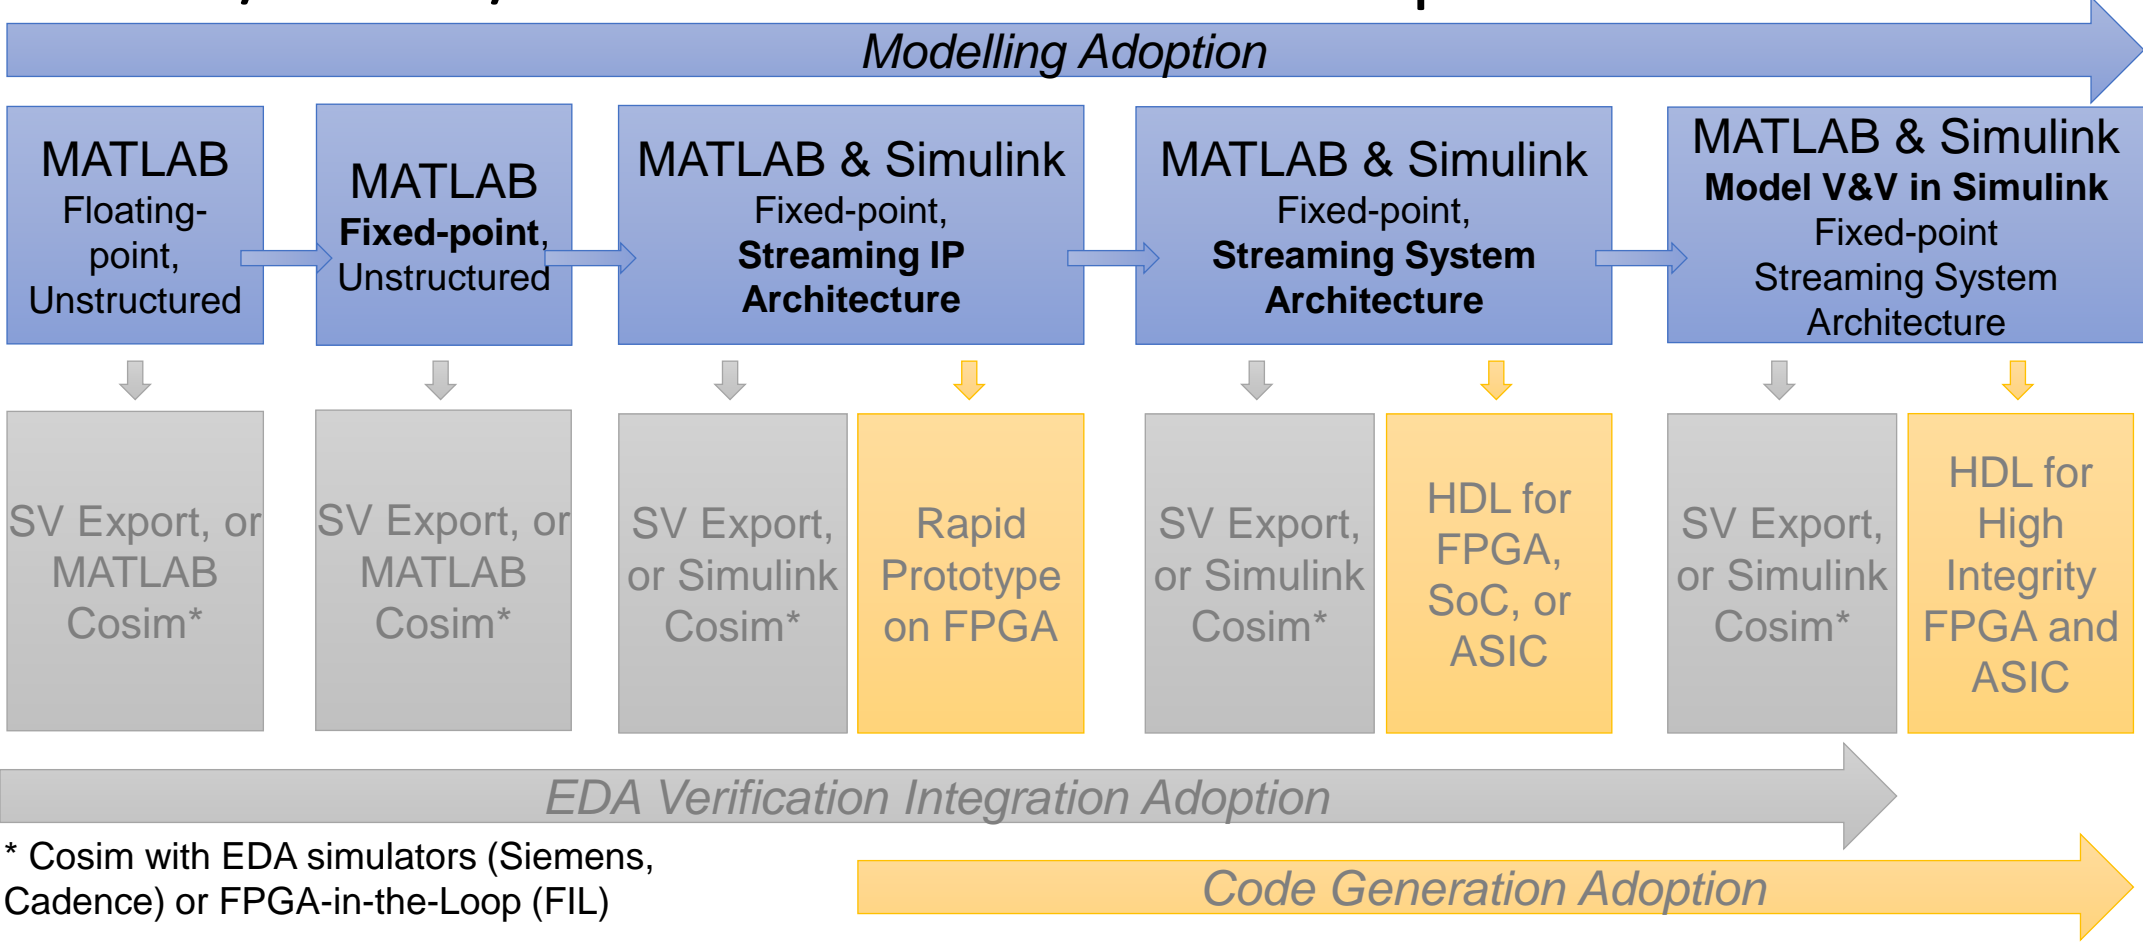 Modelling Adoption
MATLAB
Floating-
point,
Unstructured
MATLAB
Fixed-point,
Unstructured
MATLAB & Simulink
Fixed-point,
Streaming IP
Architecture
MATLAB & Simulink
Fixed-point,
Streaming System
Architecture
MATLAB & Simulink
Model V&V in Simulink
Fixed-point
Streaming System
Architecture
SV Export, or
MATLAB
Cosim*
SV Export, or
MATLAB
Cosim*
SV Export,
or Simulink
Cosim*
Rapid
Prototype
on FPGA
SV Export,
or Simulink
Cosim*
HDL for
FPGA,
SoC, or
ASIC
SV Export,
or Simulink
Cosim*
HDL for
High
Integrity
FPGA and
ASIC
EDA Verification Integration Adoption
* Cosim with EDA simulators (Siemens,
Cadence) or FPGA-in-the-Loop (FIL)
Code Generation Adoption